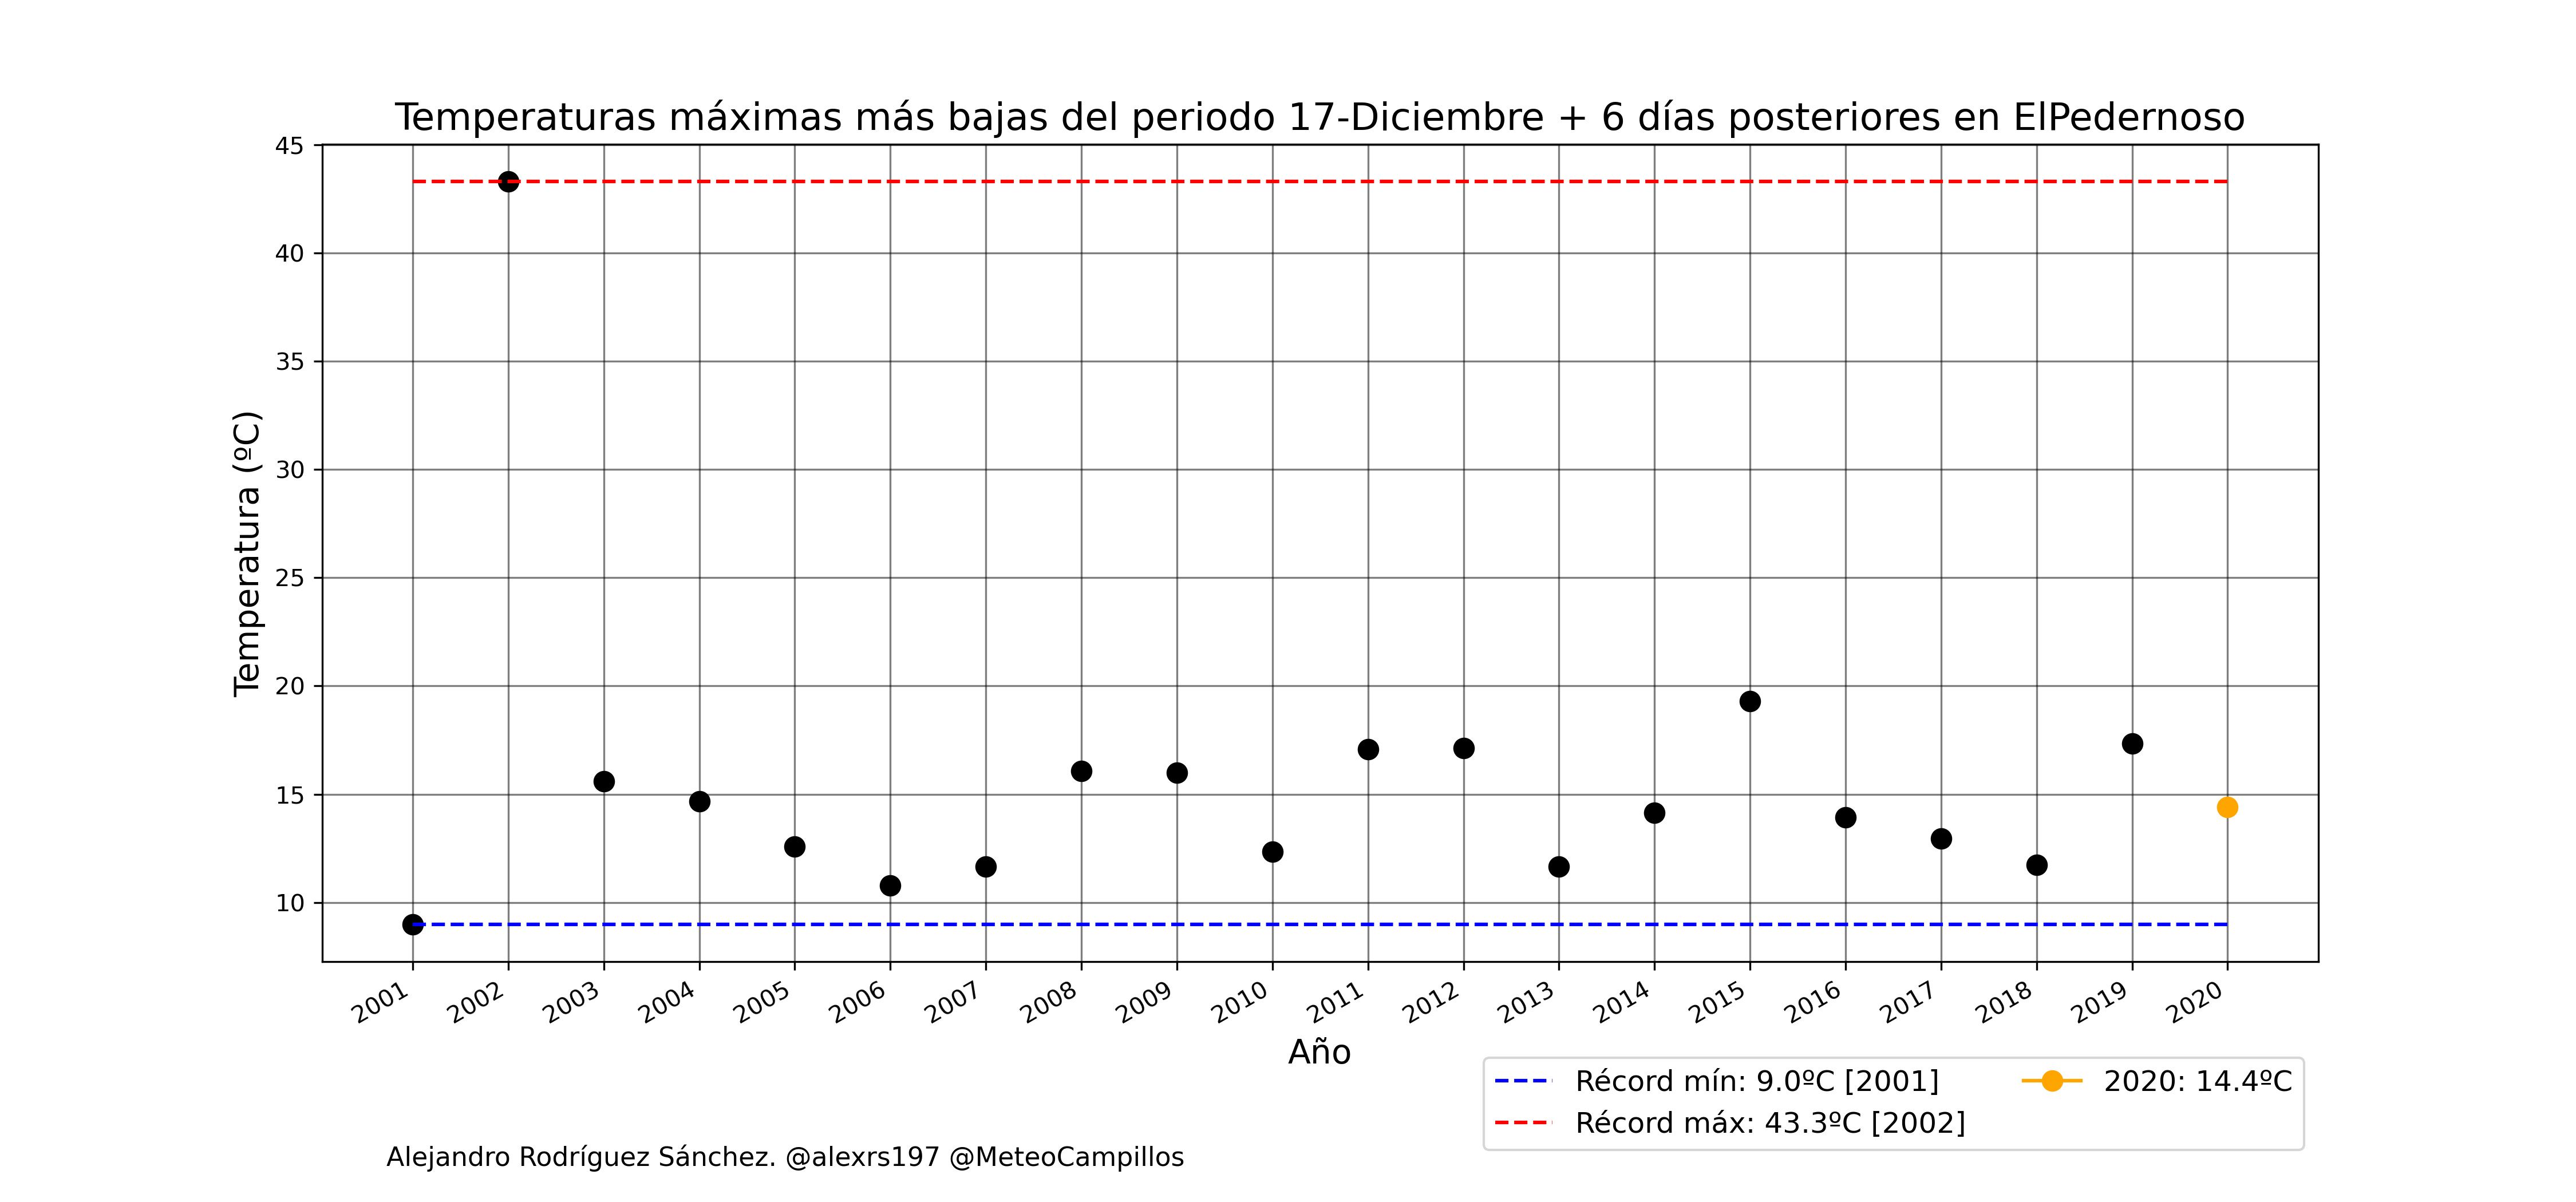 Temperaturas máximas más bajas del periodo 17-Diciembre + 6 días posteriores en ElPedernoso
45
40
35
30
25
20
15
10
Temperatura (ºC)
2001 2002 2003 2004 2005 2006 2007 2008 2009 2010 2011 2012 2013 2014 2015 2016 2017 2018 2019 2020
Año
Récord mín: 9.0ºC [2001]
Récord máx: 43.3ºC [2002]
2020: 14.4ºC
Alejandro Rodríguez Sánchez. @alexrs197 @MeteoCampillos